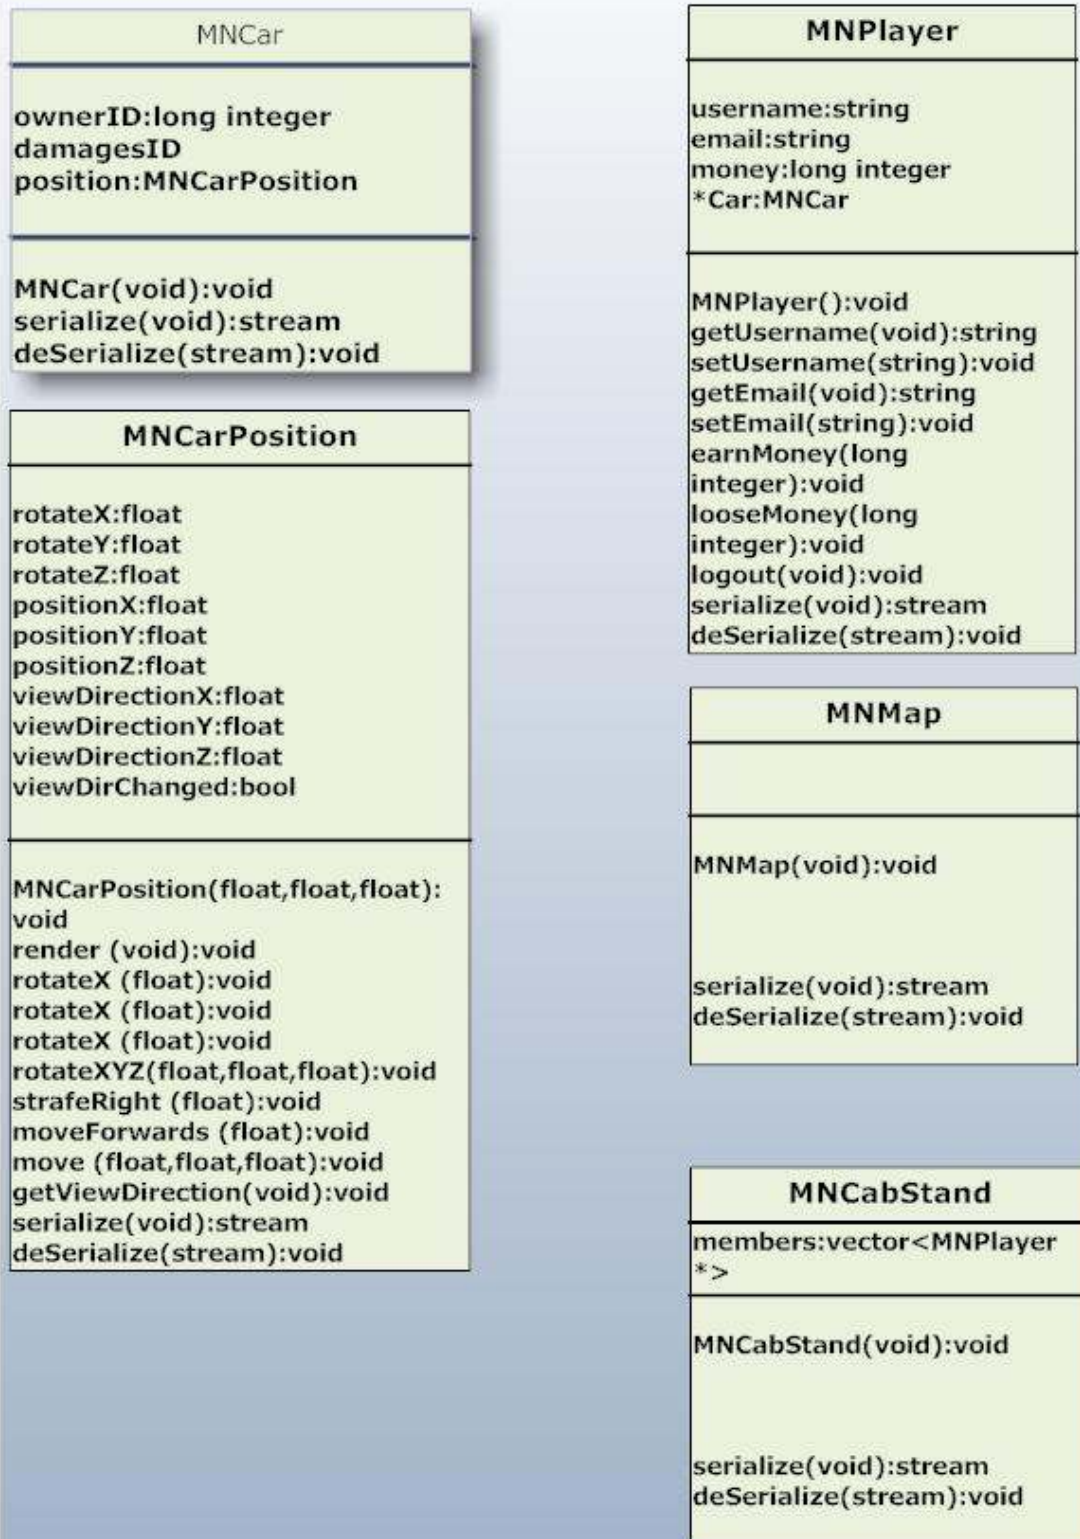 MNCar
ownerID:long integer
damagesID
position:MNCarPosition
MNCar(void):void
serialize(void):stream
deSerialize(stream):void
MNCarPosition
rotateX:float
rotateY:float
rotateZ:float
positionX:float
positionY:float
positionZ:float
viewDirectionX:float
viewDirectionY:float
viewDirectionZ:float
viewDirChanged:bool
MNCarPosition(float,float,float):
void
render (void):void
rotateX (float):void
rotateX (float):void
rotateX (float):void
rotateXYZ(float,float,float):void
strafeRight (float):void
moveForwards (float):void
move (float,float,float):void
getViewDirection(void):void
serialize(void):stream
deSerialize(stream):void
MNPlayer
username:string
email:string
money:long integer
*Car:MNCar
MNPlayer():void
getUsername(void):string
setUsername(string):void
getEmail(void):string
setEmail(string):void
earnMoney(long
integer):void
looseMoney(long
integer):void
logout(void):void
serialize(void):stream
deSerialize(stream):void
MNMap
MNMap(void):void
serialize(void):stream
deSerialize(stream):void
MNCabStand
members:vector<MNPlayer
*>
MNCabStand(void):void
serialize(void):stream
deSerialize(stream):void